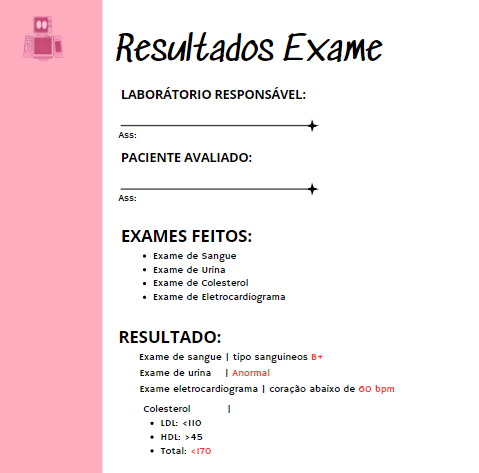 Resultados Exame
LABORÁTORIO RESPONSÁVEL:
Ass:
PACIENTE AVALIADO:
Ass:
EXAMES FEITOS:
• Exame de Sangue
• Exame de Urina
• Exame de Colesterol
• Exame de Eletrocardiograma
RESULTADO:
Exame de sangue | tipo sanguineos B+
Exame de urina | Anormal
Exame eletrocardiograma | coração abaixo de 60 bpm
Colesterol |
• LDL: <110
• HDL: >45
• Total: <170